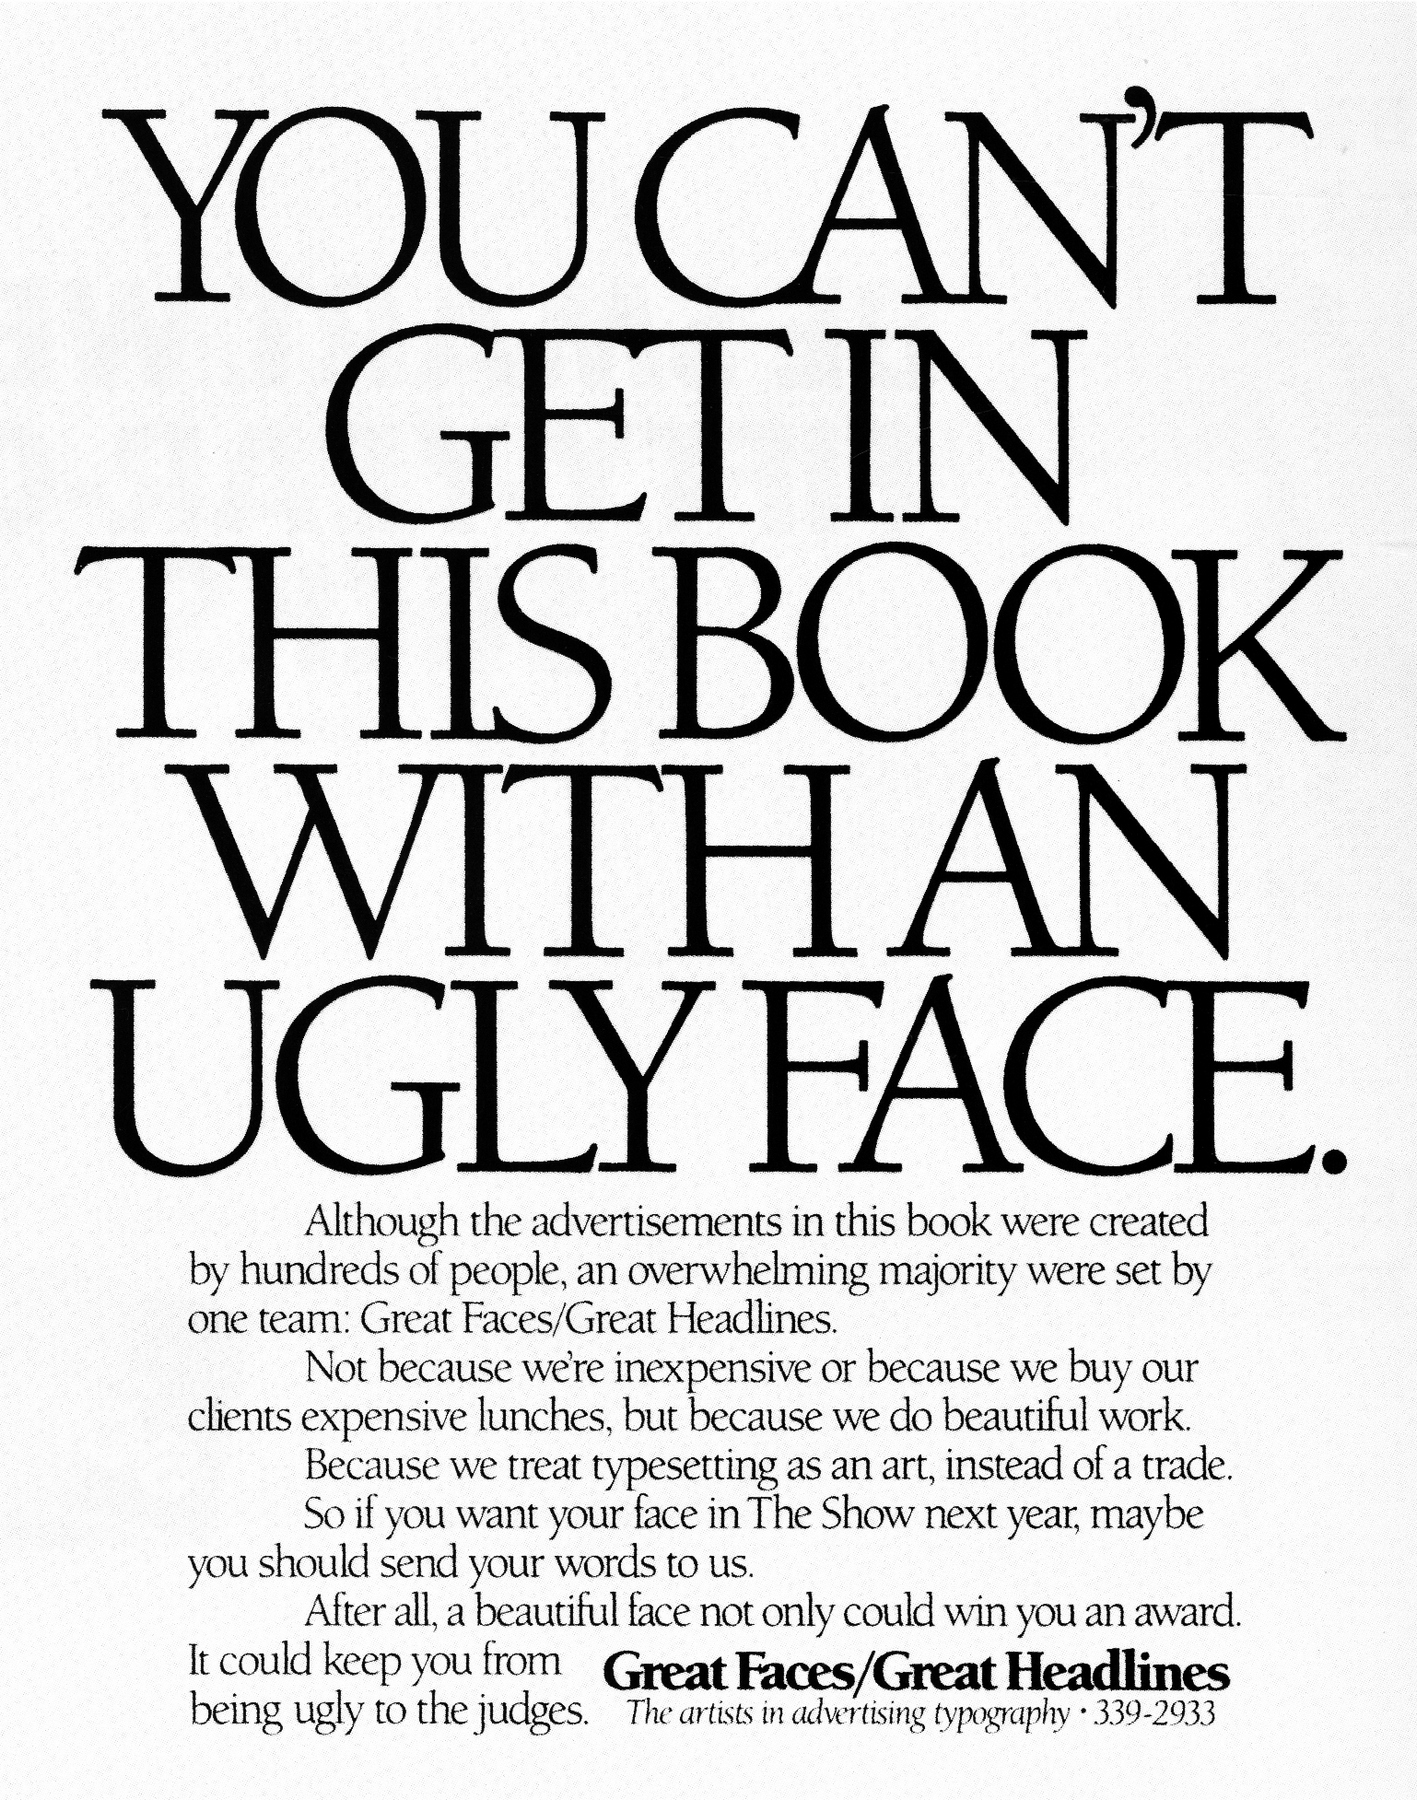 YOU CAN'T
GET IN
THIS BOOK
WITH AN
UGLY FACE.
Although the advertisements in this book were created
by hundreds of people, an overwhelming majority were set by
one team: Great Faces/Great Headlines.
Not because we're inexpensive or because we buy our
clients expensive lunches, but because we do beautiful work.
Because we treat typesetting as an art, instead of a trade.
So if you want your face in The Show next year, maybe
you should send your words to us.
After all, a beautiful face not only could win you an award.
It could keep you from
being ugly to the judges.
Great Faces/Great Headlines
The artists in advertising typography • 339-2933